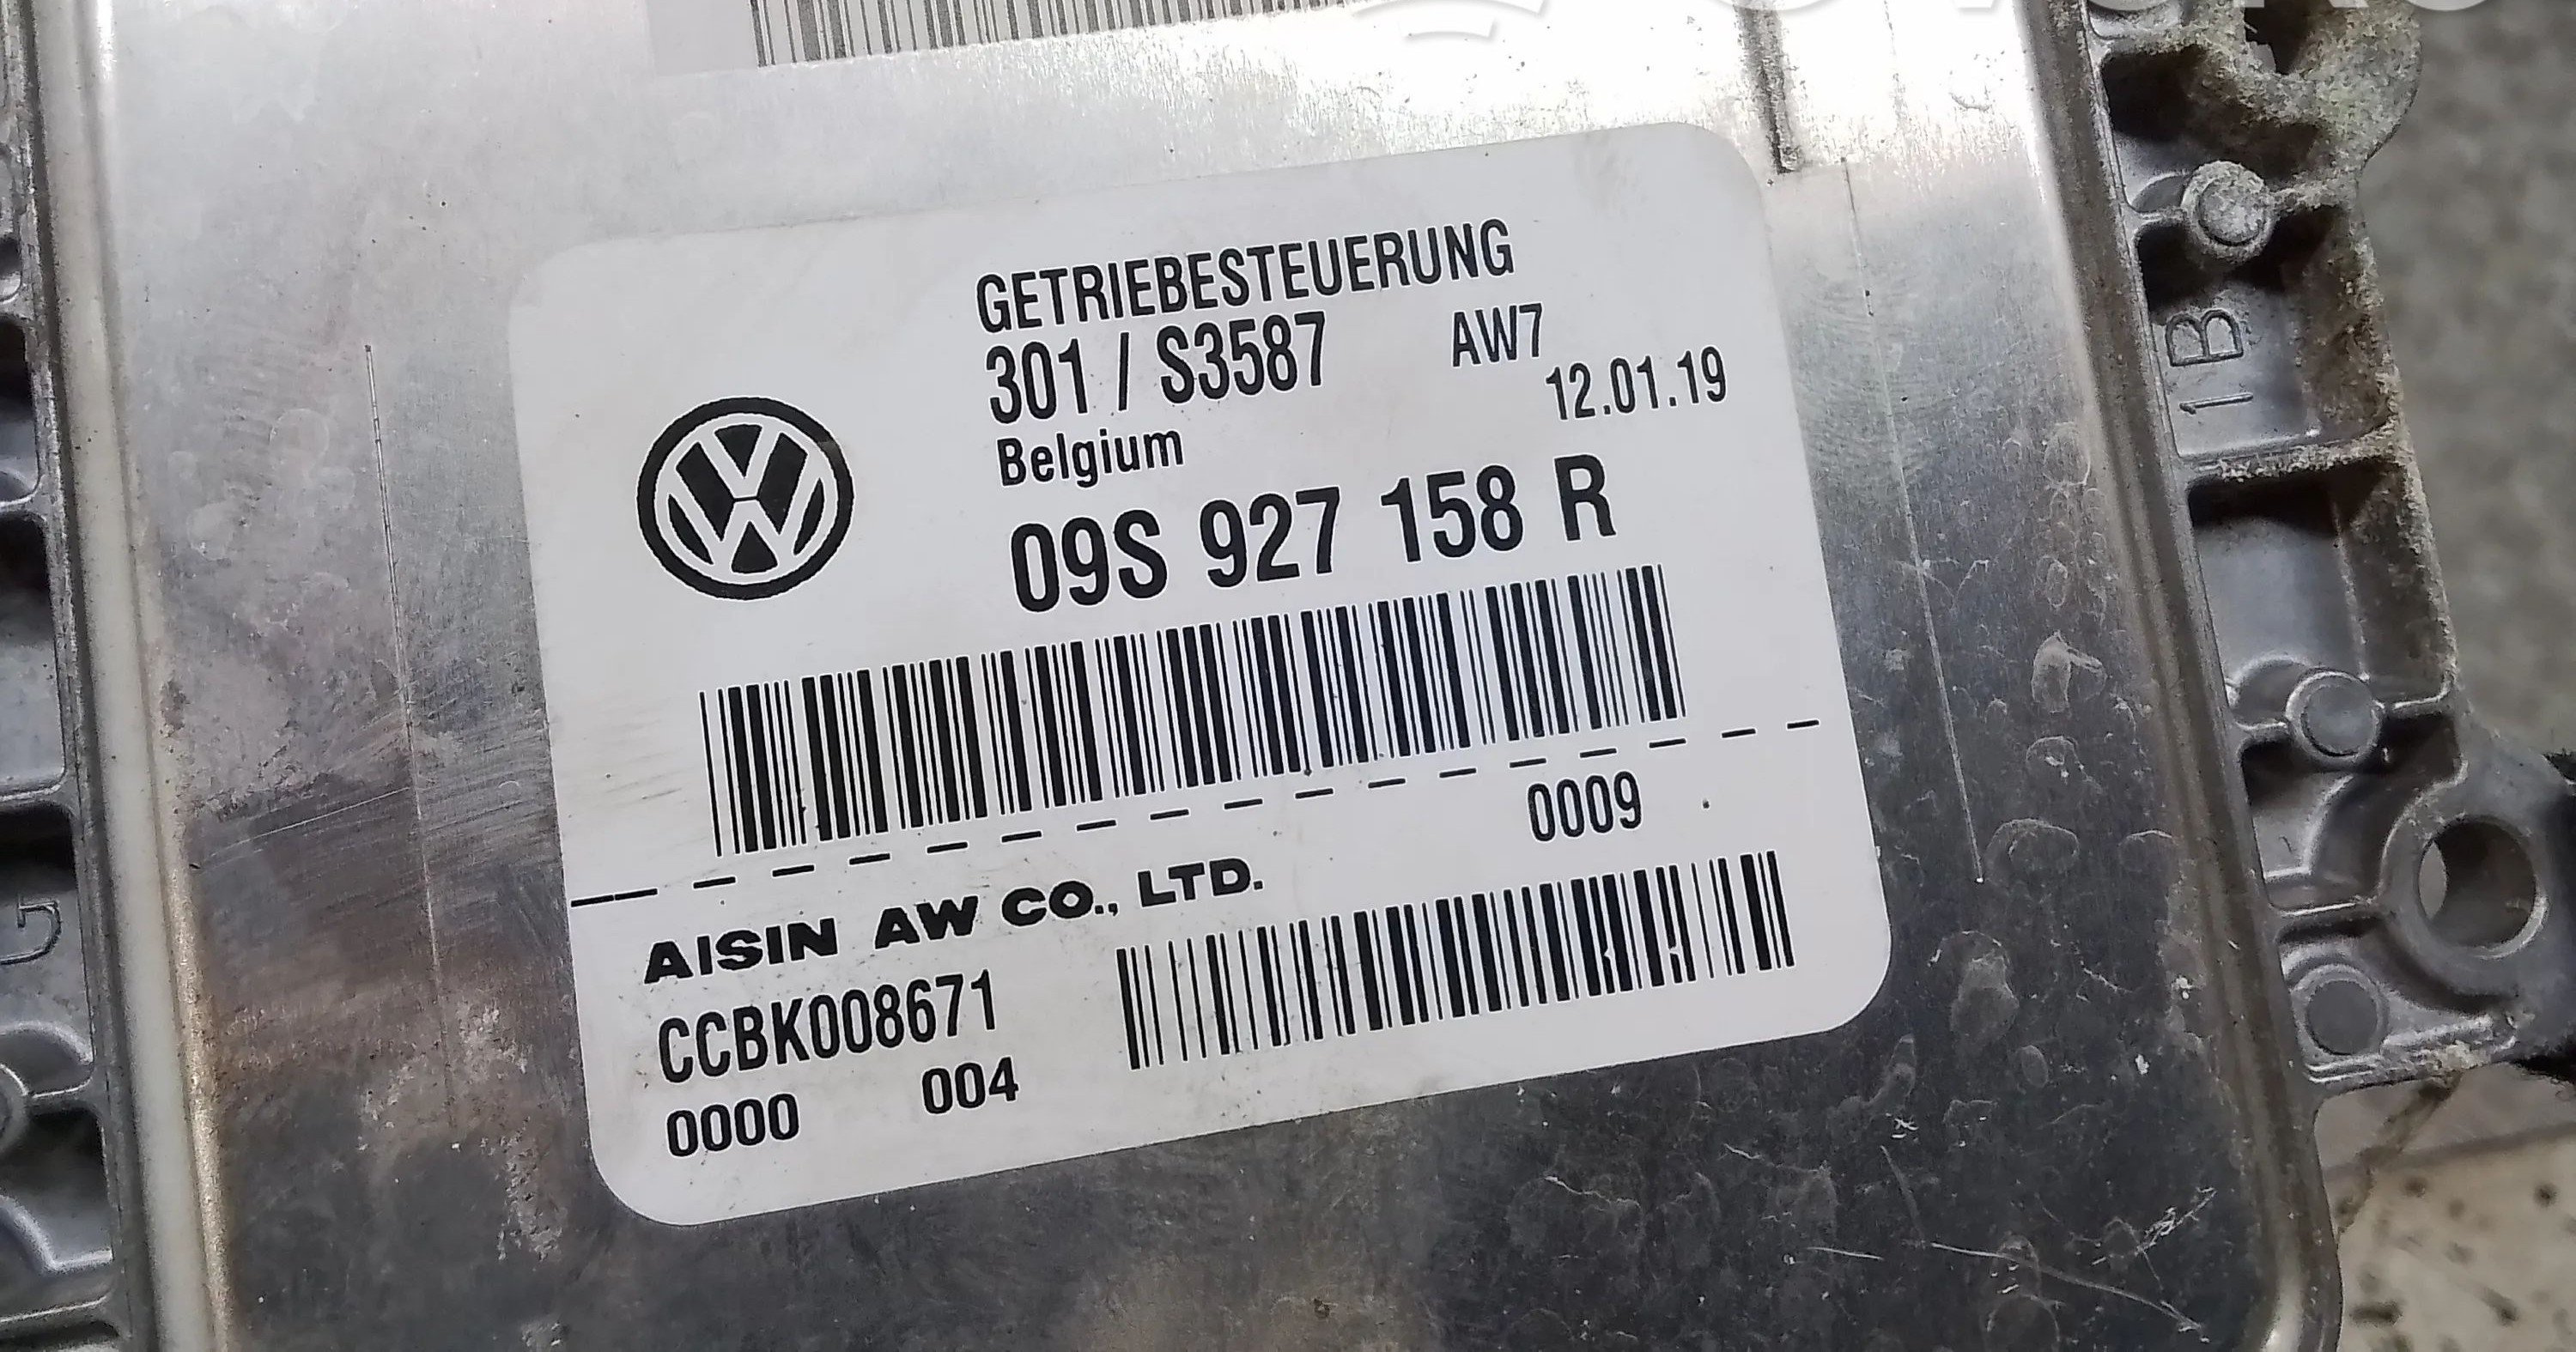 GETRIEBESTEUERUNG
301 / S3587 AW7
12.01.19
Belgium
09S 927 158 R
0009
AISIN AW CO., LTD.
CCBK008671
0000 004
1B
G